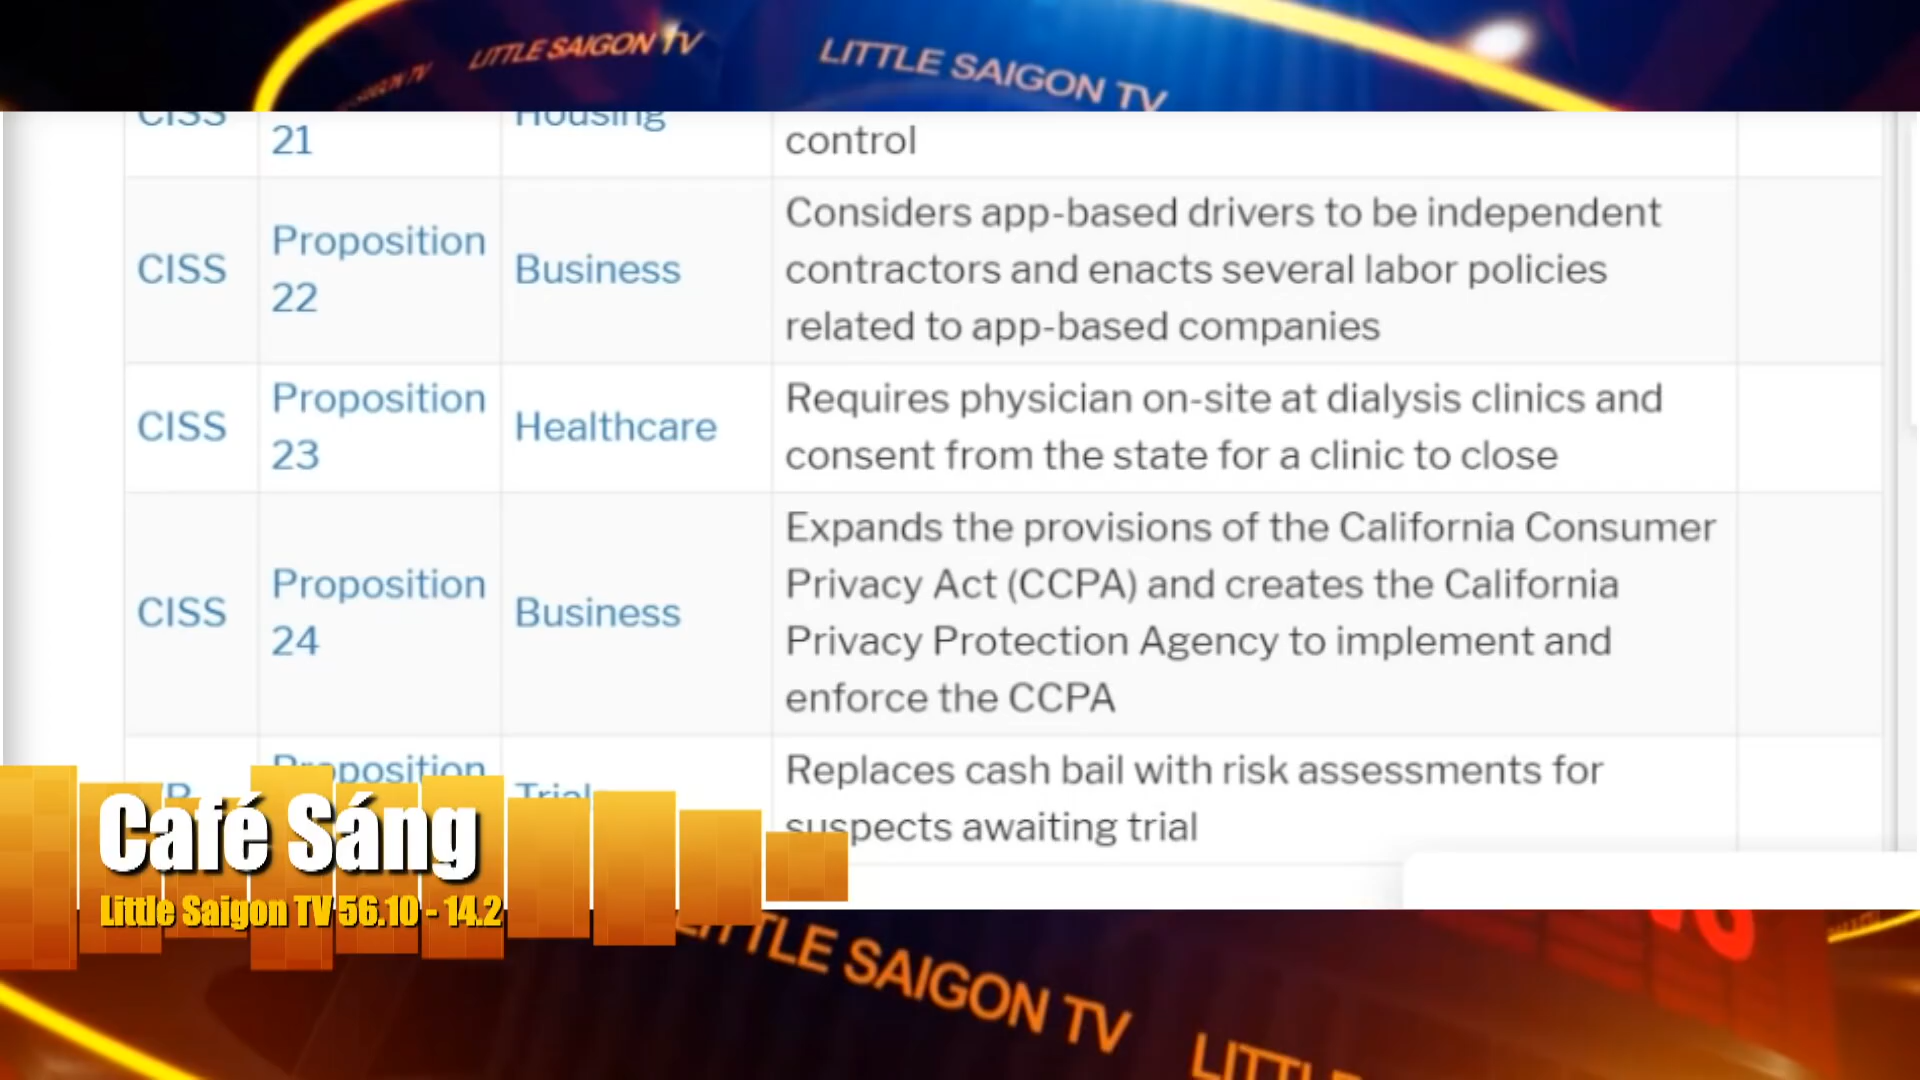 LITTLE SAIGON TV
LITTLE SAIGON TV
CISS
21
Housing
control
CISS
Proposition
22
Business
Considers app-based drivers to be independent
contractors and enacts several labor policies
related to app-based companies
CISS
Proposition
23
Healthcare
Requires physician on-site at dialysis clinics and
consent from the state for a clinic to close
CISS
Proposition
24
Business
Expands the provisions of the California Consumer
Privacy Act (CCPA) and creates the California
Privacy Protection Agency to implement and
enforce the CCPA
Proposition
Trials
Replaces cash bail with risk assessments for
suspects awaiting trial
Café Sáng
Little Saigon TV 56.10 - 14.2
LITTLE SAIGON TV